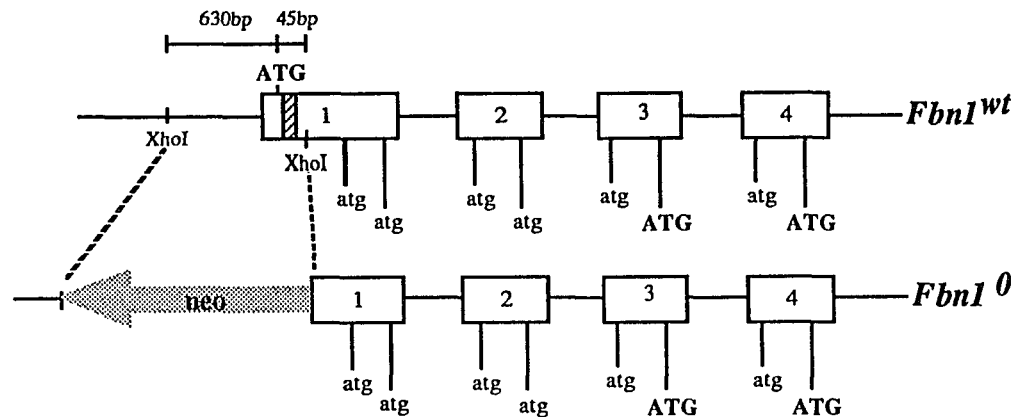 630bp 45bp
ATG
1 2 3 4 Fbn1wt
XhoI XhoI
atg atg atg atg atg ATG atg ATG
neo 1 2 3 4 Fbn1 0
atg atg atg atg atg ATG atg ATG